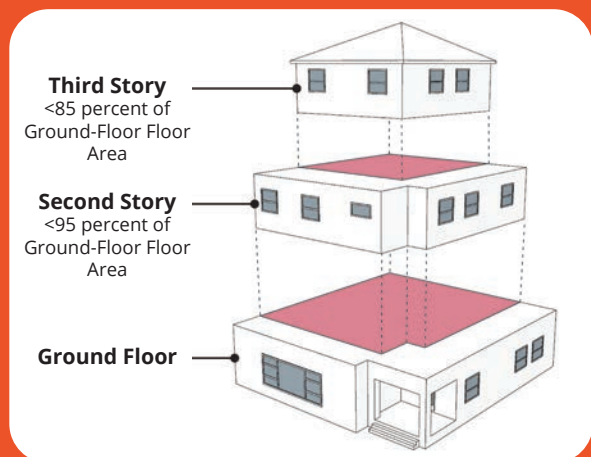 Third Story
<85 percent of
Ground-Floor Floor
Area
Second Story
<95 percent of
Ground-Floor Floor
Area
Ground Floor